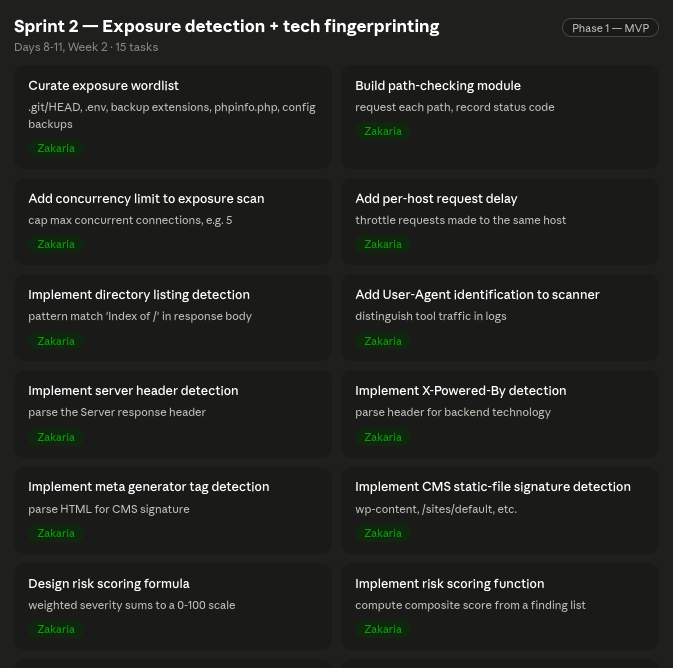 Sprint 2 — Exposure detection + tech fingerprinting
Phase 1 — MVP
Days 8-11, Week 2 · 15 tasks
Curate exposure wordlist
.git/HEAD, .env, backup extensions, phpinfo.php, config
backups
Zakaria
Build path-checking module
request each path, record status code
Zakaria
Add concurrency limit to exposure scan
cap max concurrent connections, e.g. 5
Zakaria
Add per-host request delay
throttle requests made to the same host
Zakaria
Implement directory listing detection
pattern match 'Index of /' in response body
Zakaria
Add User-Agent identification to scanner
distinguish tool traffic in logs
Zakaria
Implement server header detection
parse the Server response header
Zakaria
Implement X-Powered-By detection
parse header for backend technology
Zakaria
Implement meta generator tag detection
parse HTML for CMS signature
Zakaria
Implement CMS static-file signature detection
wp-content, /sites/default, etc.
Zakaria
Design risk scoring formula
weighted severity sums to a 0-100 scale
Zakaria
Implement risk scoring function
compute composite score from a finding list
Zakaria